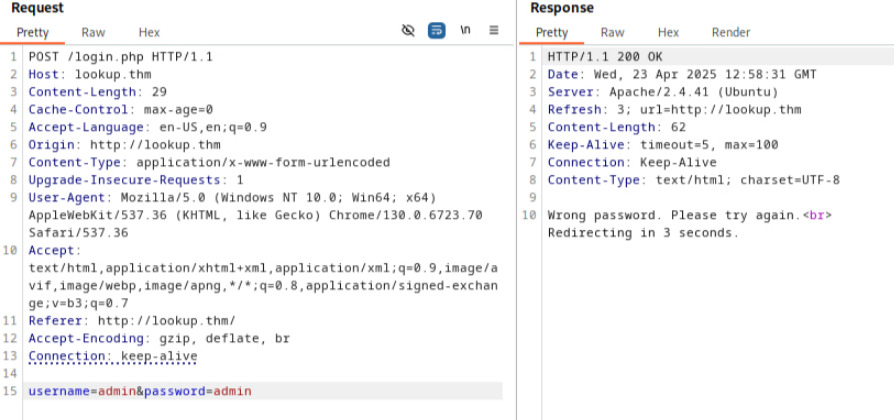 Request
Pretty Raw Hex \n
1 POST /login.php HTTP/1.1
2 Host: lookup.thm
3 Content-Length: 29
4 Cache-Control: max-age=0
5 Accept-Language: en-US,en;q=0.9
6 Origin: http://lookup.thm
7 Content-Type: application/x-www-form-urlencoded
8 Upgrade-Insecure-Requests: 1
9 User-Agent: Mozilla/5.0 (Windows NT 10.0; Win64; x64)
AppleWebKit/537.36 (KHTML, like Gecko) Chrome/130.0.6723.70
Safari/537.36
10 Accept:
text/html,application/xhtml+xml,application/xml;q=0.9,image/a
vif,image/webp,image/apng,*/*;q=0.8,application/signed-exchan
ge;v=b3;q=0.7
11 Referer: http://lookup.thm/
12 Accept-Encoding: gzip, deflate, br
13 Connection: keep-alive
14
15 username=admin&password=admin
Response
Pretty Raw Hex Render
1 HTTP/1.1 200 OK
2 Date: Wed, 23 Apr 2025 12:58:31 GMT
3 Server: Apache/2.4.41 (Ubuntu)
4 Refresh: 3; url=http://lookup.thm
5 Content-Length: 62
6 Keep-Alive: timeout=5, max=100
7 Connection: Keep-Alive
8 Content-Type: text/html; charset=UTF-8
9
10 Wrong password. Please try again.<br>
Redirecting in 3 seconds.